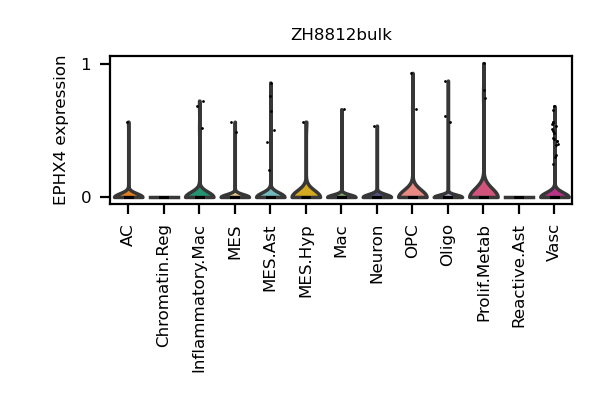 ZH8812bulk
EPHX4 expression
1
0
AC
Chromatin.Reg
Inflammatory.Mac
MES
MES.Ast
MES.Hyp
Mac
Neuron
OPC
Oligo
Prolif.Metab
Reactive.Ast
Vasc